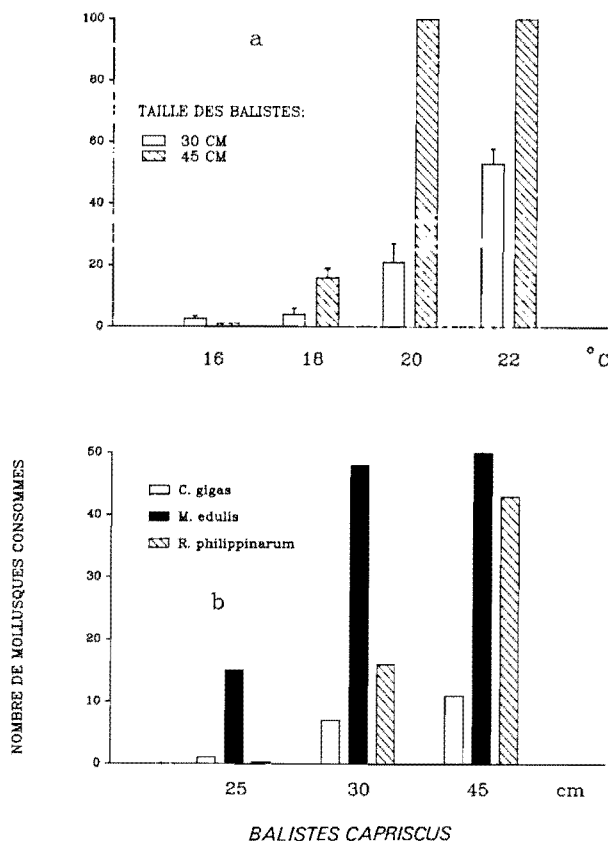 a
100
80
60
40
20
0
TAILLE DES BALISTES:
30 CM
45 CM
16 18 20 22 °C
NOMBRE DE MOLLUSQUES CONSOMMES
50
40
30
20
10
0
C. gigas
M. edulis
R. philippinarum
b
25 30 45 cm
BALISTES CAPRISCUS